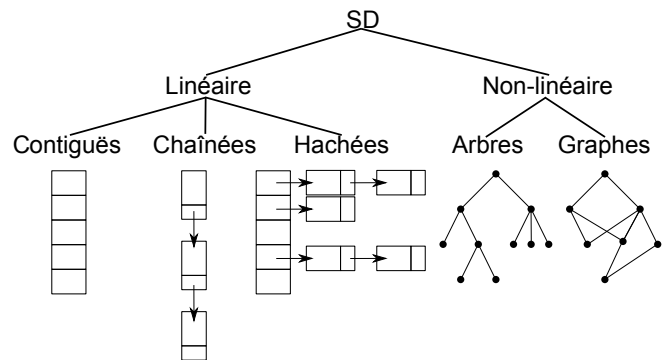 SD
Linéaire
Non-linéaire
Contiguës
Chaînées
Hachées
Arbres
Graphes